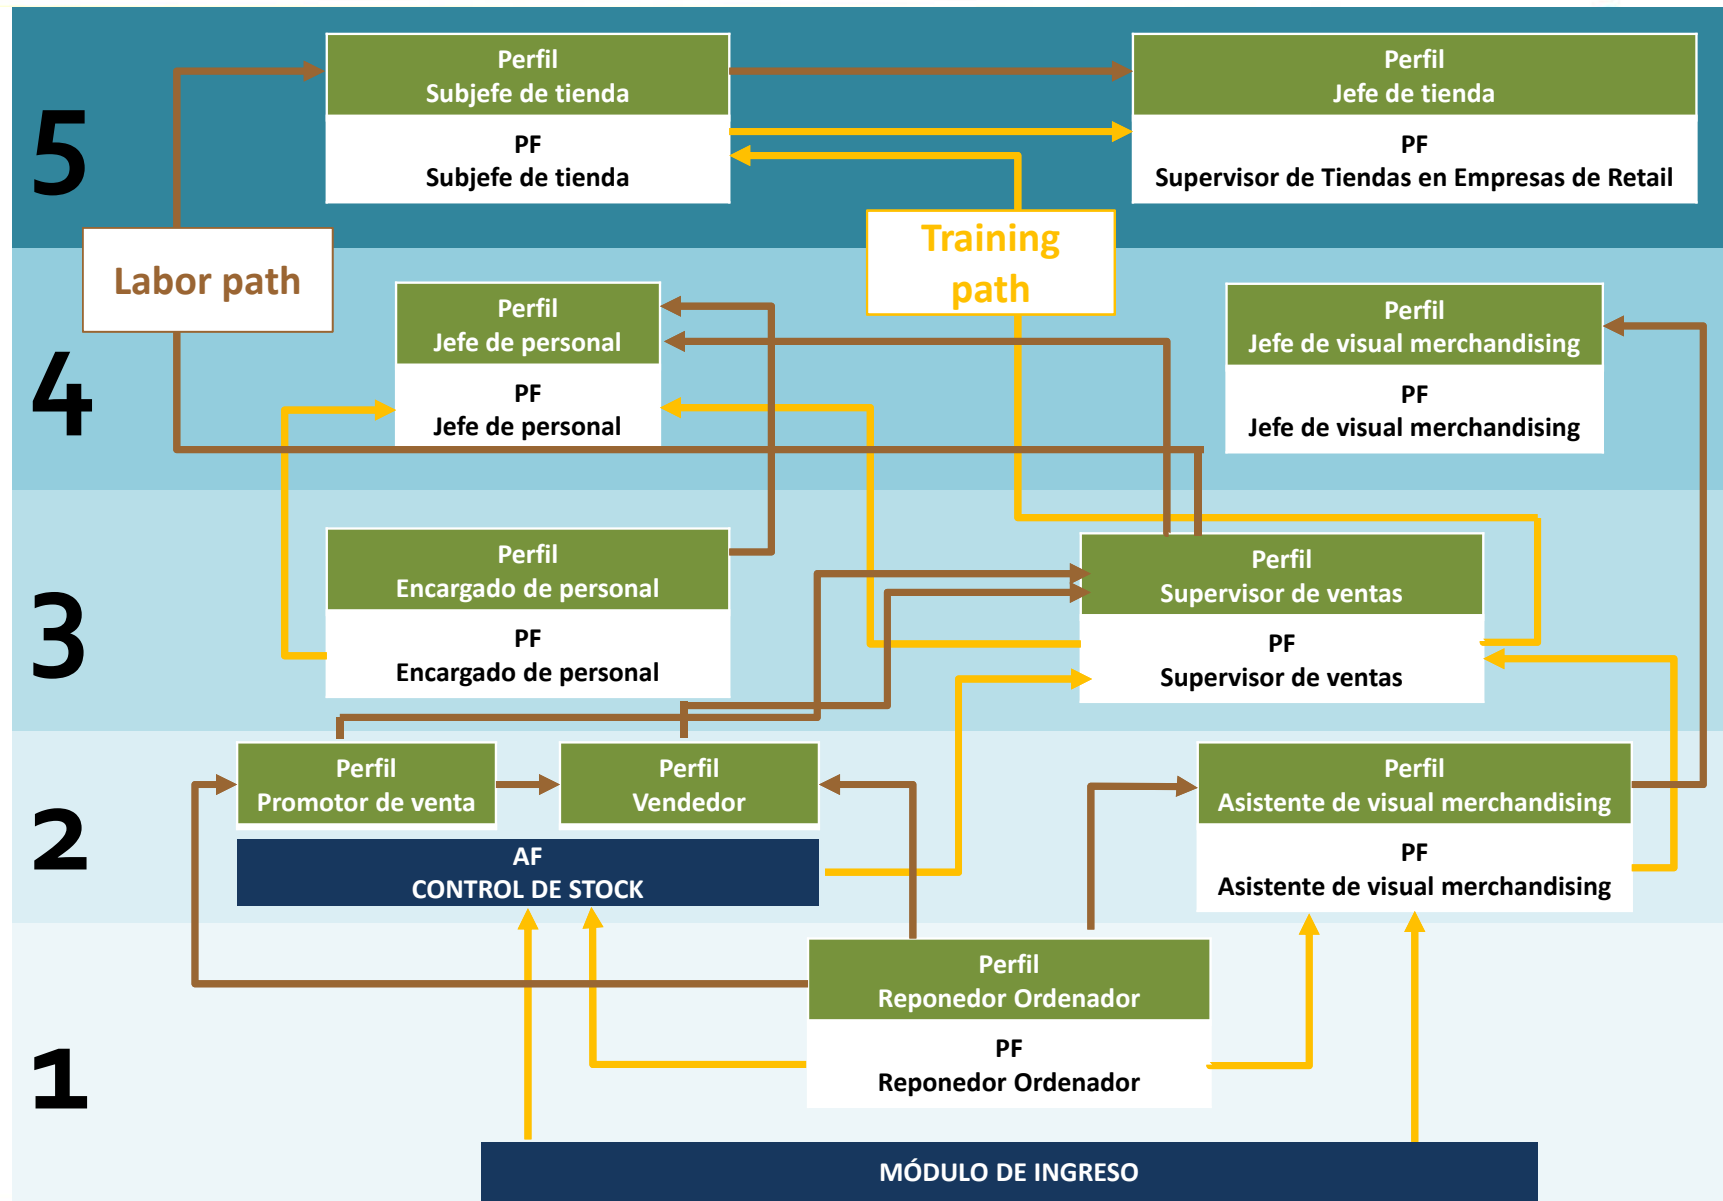 5
Perfil
Subjefe de tienda
PF
Subjefe de tienda
Perfil
Jefe de tienda
PF
Supervisor de Tiendas en Empresas de Retail
Labor path
Training
path
4
Perfil
Jefe de personal
PF
Jefe de personal
Perfil
Jefe de visual merchandising
PF
Jefe de visual merchandising
3
Perfil
Encargado de personal
PF
Encargado de personal
Perfil
Supervisor de ventas
PF
Supervisor de ventas
2
Perfil
Promotor de venta
Perfil
Vendedor
AF
CONTROL DE STOCK
Perfil
Asistente de visual merchandising
PF
Asistente de visual merchandising
1
Perfil
Reponedor Ordenador
PF
Reponedor Ordenador
MÓDULO DE INGRESO